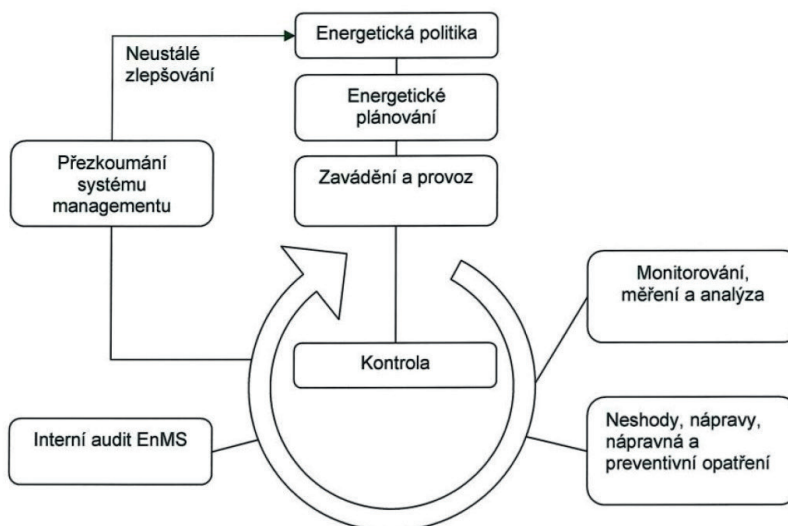 Energetická politika
Neustálé
zlepšování
Energetické
plánování
Přezkoumání
systému
managementu
Zavádění a provoz
Monitorování,
měření a analýza
Kontrola
Interní audit EnMS
Neshody, nápravy,
nápravná a
preventivní opatření